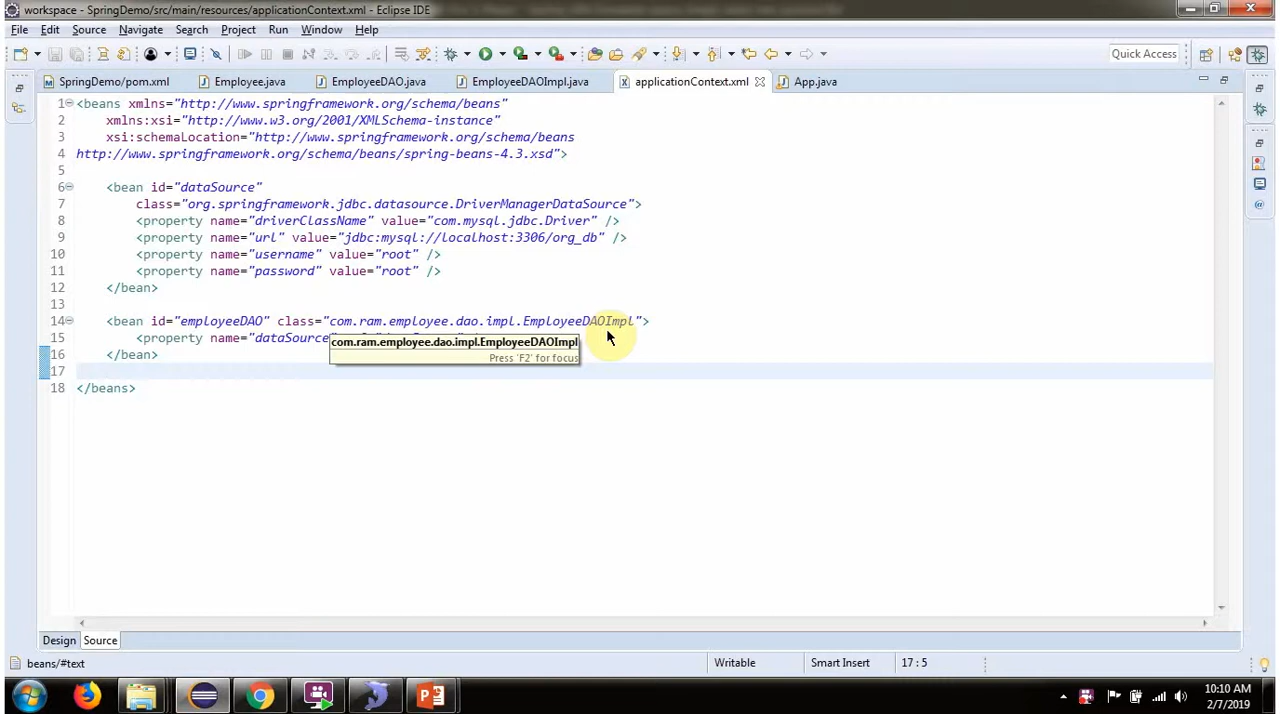 workspace - SpringDemo/src/main/resources/applicationContext.xml - Eclipse IDE
File Edit Source Navigate Search Project Run Window Help
Quick Access
SpringDemo/pom.xml Employee.java EmployeeDAO.java EmployeeDAOImpl.java applicationContext.xml App.java
1 <beans xmlns="http://www.springframework.org/schema/beans"
2 xmlns:xsi="http://www.w3.org/2001/XMLSchema-instance"
3 xsi:schemaLocation="http://www.springframework.org/schema/beans
4 http://www.springframework.org/schema/beans/spring-beans-4.3.xsd">
5
6 <bean id="dataSource"
7 class="org.springframework.jdbc.datasource.DriverManagerDataSource">
8 <property name="driverClassName" value="com.mysql.jdbc.Driver" />
9 <property name="url" value="jdbc:mysql://localhost:3306/org_db" />
10 <property name="username" value="root" />
11 <property name="password" value="root" />
12 </bean>
13
14 <bean id="employeeDAO" class="com.ram.employee.dao.impl.EmployeeDAOImpl">
15 <property name="dataSource
com.ram.employee.dao.impl.EmployeeDAOImpl
Press 'F2' for focus
16 </bean>
17
18 </beans>
Design Source
beans/#text Writable Smart Insert 17 : 5
10:10 AM
2/7/2019